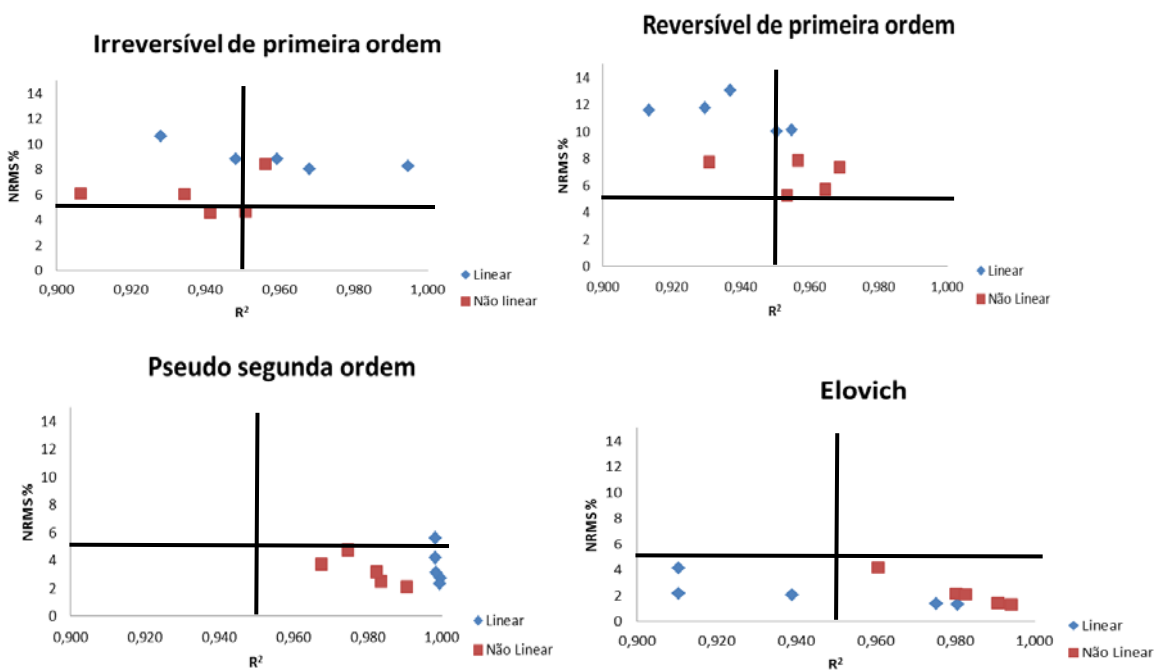 Irreversível de primeira ordem
14
12
10
8
6
4
2
0
NRMS %
0,900 0,920 0,940 0,960 0,980 1,000
R²
Linear
Não linear
Reversível de primeira ordem
14
12
10
8
6
4
2
0
NRMS %
0,900 0,920 0,940 0,960 0,980 1,000
R²
Linear
Não Linear
Pseudo segunda ordem
14
12
10
8
6
4
2
0
NRMS %
0,900 0,920 0,940 0,960 0,980 1,000
R²
Linear
Não Linear
Elovich
14
12
10
8
6
4
2
0
NRMS %
0,900 0,920 0,940 0,960 0,980 1,000
R²
Linear
Não Linear